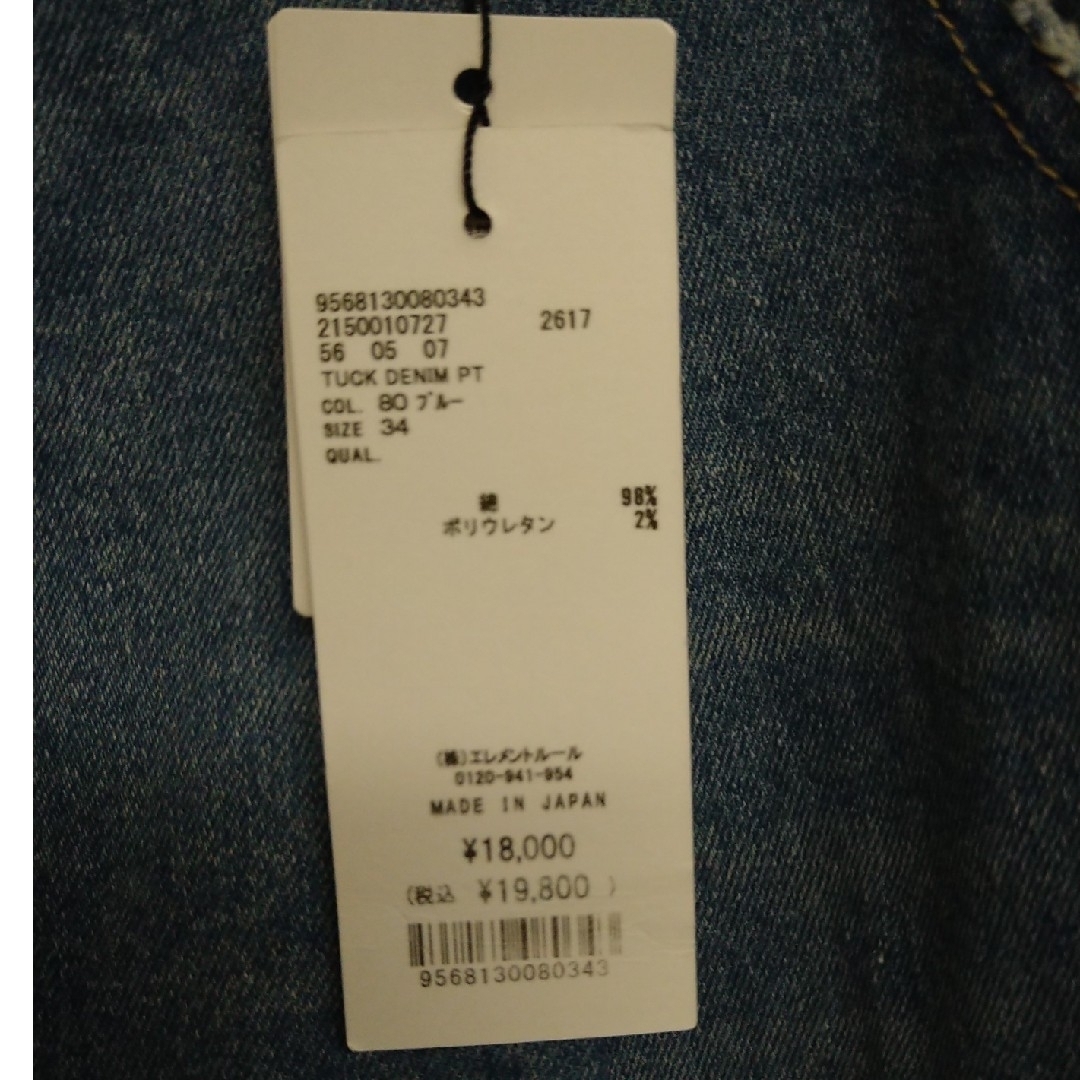 9568130080343
2150010727 2617
56 05 07
TUCK DENIM PT
COL. 80 ブルー
SIZE 34
QUAL.
綿 98%
ポリウレタン 2%
(株)エレメントルール
0120-941-954
MADE IN JAPAN
¥18,000
(税込 ¥19,800 )
9568130080343